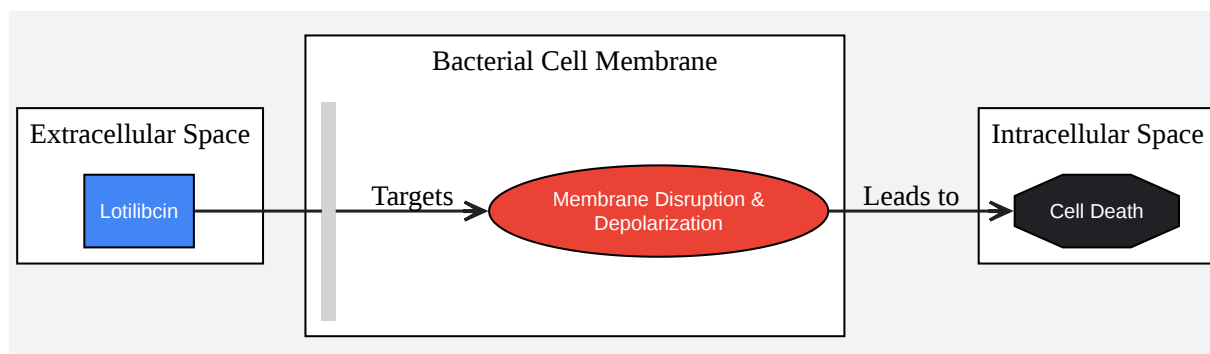 Bacterial Cell Membrane
Extracellular Space
Lotilibcin
Targets
Membrane Disruption &
Depolarization
Leads to
Intracellular Space
Cell Death